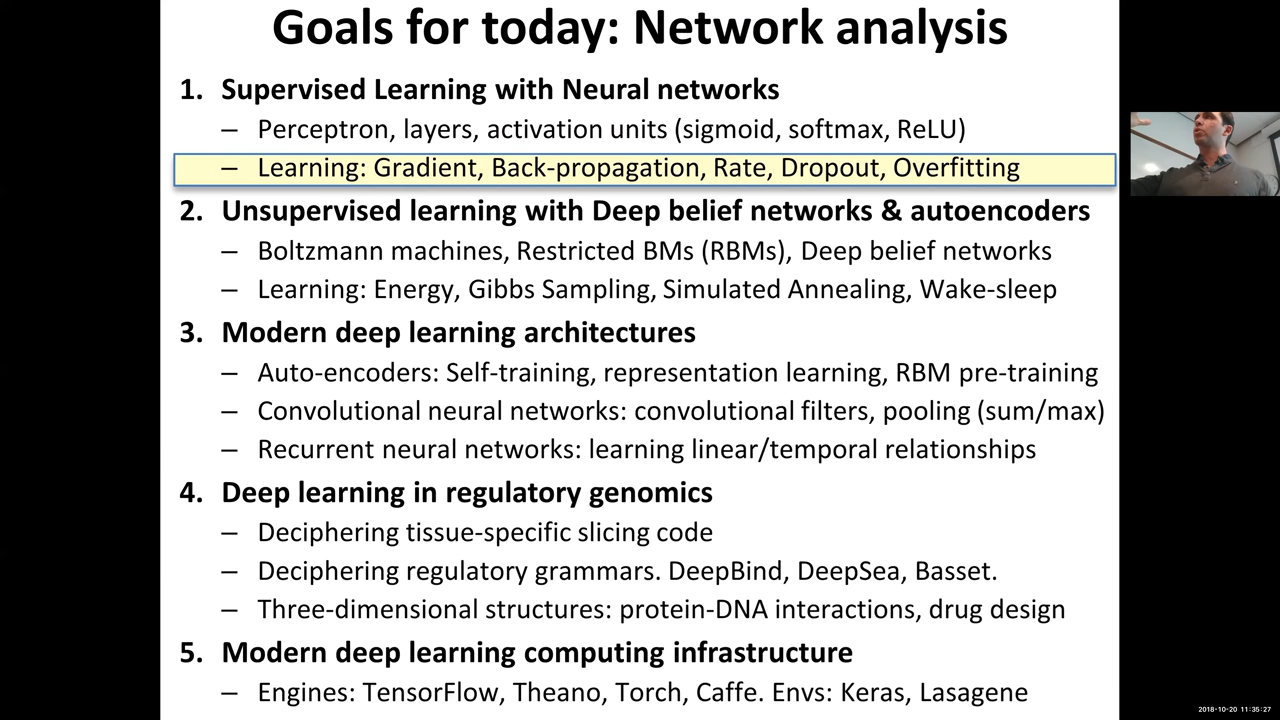 Goals for today: Network analysis
1. Supervised Learning with Neural networks
– Perceptron, layers, activation units (sigmoid, softmax, ReLU)
– Learning: Gradient, Back-propagation, Rate, Dropout, Overfitting
2. Unsupervised learning with Deep belief networks & autoencoders
– Boltzmann machines, Restricted BMs (RBMs), Deep belief networks
– Learning: Energy, Gibbs Sampling, Simulated Annealing, Wake-sleep
3. Modern deep learning architectures
– Auto-encoders: Self-training, representation learning, RBM pre-training
– Convolutional neural networks: convolutional filters, pooling (sum/max)
– Recurrent neural networks: learning linear/temporal relationships
4. Deep learning in regulatory genomics
– Deciphering tissue-specific slicing code
– Deciphering regulatory grammars. DeepBind, DeepSea, Basset.
– Three-dimensional structures: protein-DNA interactions, drug design
5. Modern deep learning computing infrastructure
– Engines: TensorFlow, Theano, Torch, Caffe. Envs: Keras, Lasagene
2018-10-20 11:35:27